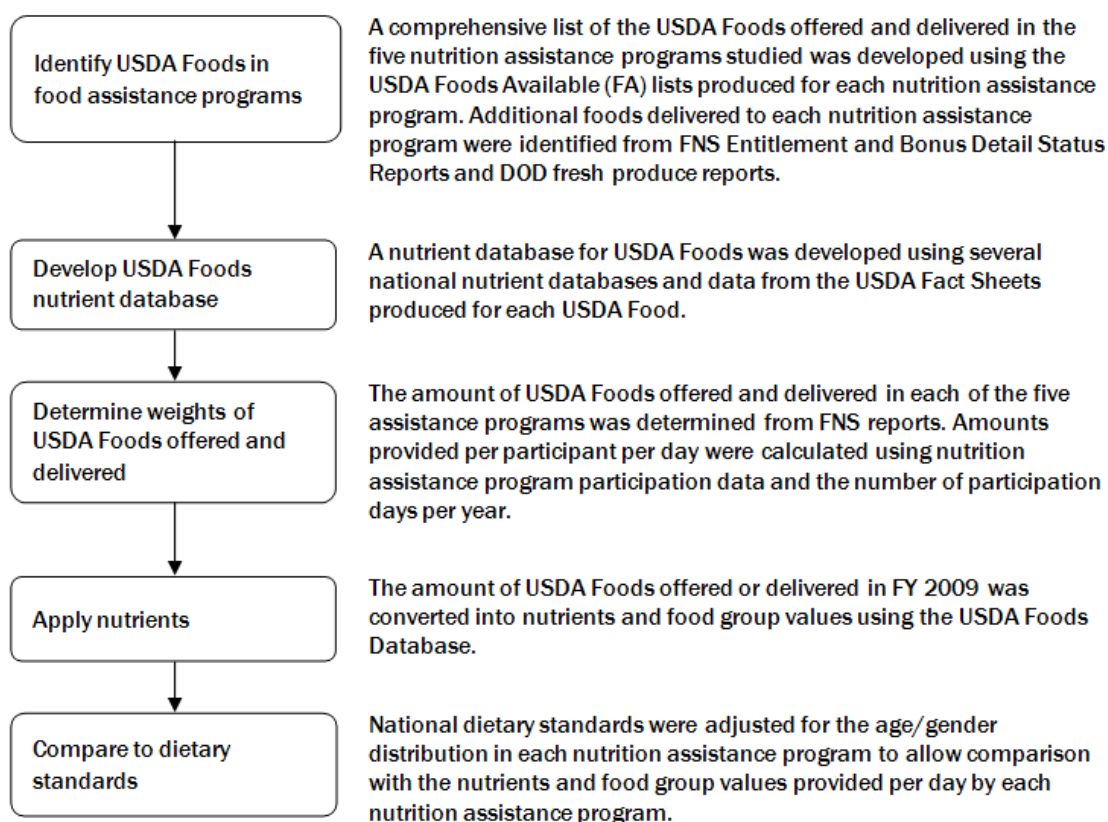 Identify USDA Foods in
food assistance programs
A comprehensive list of the USDA Foods offered and delivered in the
five nutrition assistance programs studied was developed using the
USDA Foods Available (FA) lists produced for each nutrition assistance
program. Additional foods delivered to each nutrition assistance
program were identified from FNS Entitlement and Bonus Detail Status
Reports and DOD fresh produce reports.
Develop USDA Foods
nutrient database
A nutrient database for USDA Foods was developed using several
national nutrient databases and data from the USDA Fact Sheets
produced for each USDA Food.
Determine weights of
USDA Foods offered and
delivered
The amount of USDA Foods offered and delivered in each of the five
assistance programs was determined from FNS reports. Amounts
provided per participant per day were calculated using nutrition
assistance program participation data and the number of participation
days per year.
Apply nutrients
The amount of USDA Foods offered or delivered in FY 2009 was
converted into nutrients and food group values using the USDA Foods
Database.
Compare to dietary
standards
National dietary standards were adjusted for the age/gender
distribution in each nutrition assistance program to allow comparison
with the nutrients and food group values provided per day by each
nutrition assistance program.